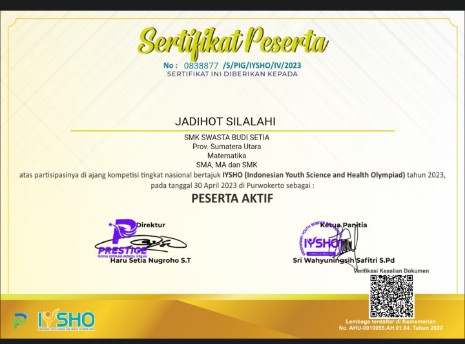 Sertifikat Peserta
No : 0838877 /S/PIG/IYSHO/IV/2023
SERTIFIKAT INI DIBERIKAN KEPADA
JADIHOT SILALAHI
SMK SWASTA BUDI SETIA
Prov. Sumatera Utara
Matematika
SMA, MA dan SMK
atas partisipasinya di ajang kompetisi tingkat nasional bertajuk IYSHO (Indonesian Youth Science and Health Olympiad) tahun 2023,
pada tanggal 30 April 2023 di Purwokerto sebagai :
PESERTA AKTIF
Direktur
Ketua Panitia
PRESTIGE
IYSHO
Haru Setia Nugroho S.T
Sri Wahyuningsih Safitri S.Pd
Verifikasi Keaslian Dokumen
IYSHO
Lembaga terdaftar di Kementerian
No. AHU-0010955.AH.01.04. Tahun 2022